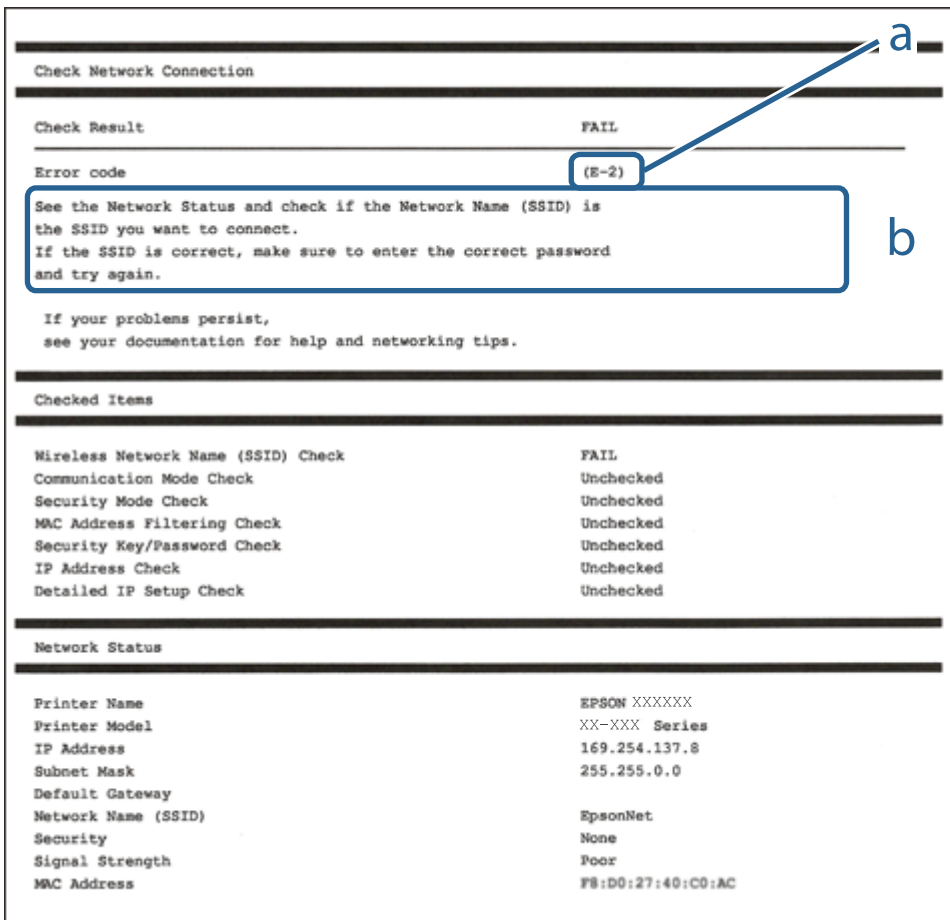 a
Check Network Connection
Check Result FAIL
Error code (E-2)
See the Network Status and check if the Network Name (SSID) is
the SSID you want to connect.
If the SSID is correct, make sure to enter the correct password
and try again.
b
If your problems persist,
see your documentation for help and networking tips.
Checked Items
Wireless Network Name (SSID) Check FAIL
Communication Mode Check Unchecked
Security Mode Check Unchecked
MAC Address Filtering Check Unchecked
Security Key/Password Check Unchecked
IP Address Check Unchecked
Detailed IP Setup Check Unchecked
Network Status
Printer Name EPSON XXXXXX
Printer Model XX-XXX Series
IP Address 169.254.137.8
Subnet Mask 255.255.0.0
Default Gateway
Network Name (SSID) EpsonNet
Security None
Signal Strength Poor
MAC Address F8:D0:27:40:C0:AC